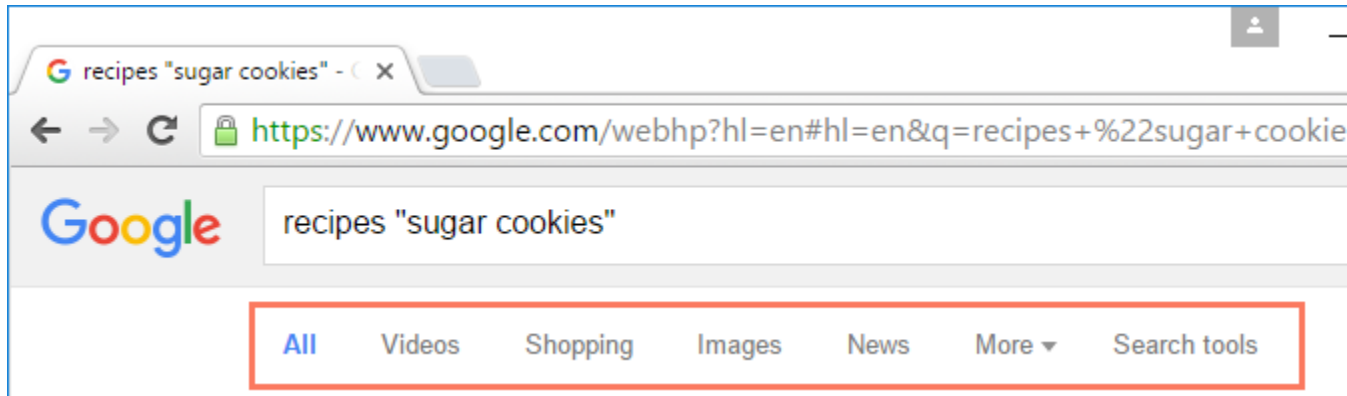 recipes "sugar cookies" -
https://www.google.com/webhp?hl=en#hl=en&q=recipes+%22sugar+cookie
Google
recipes "sugar cookies"
All Videos Shopping Images News More Search tools